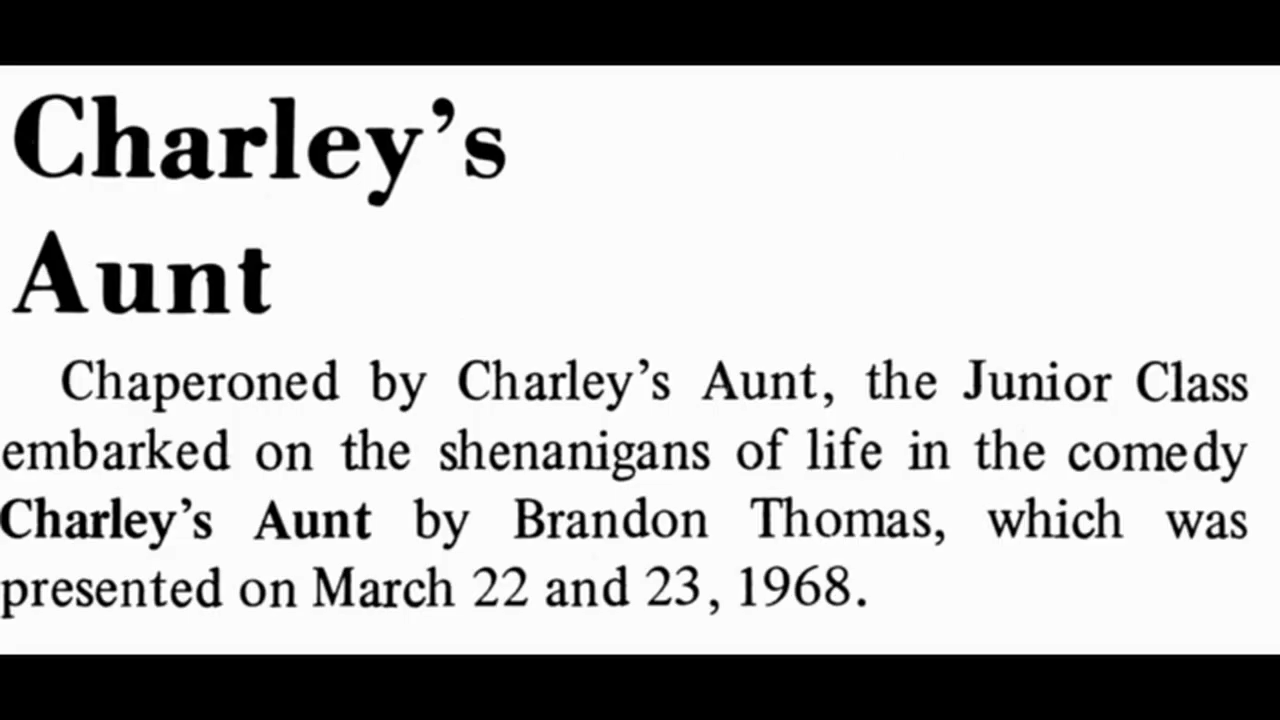 Charley's
Aunt
Chaperoned by Charley's Aunt, the Junior Class
embarked on the shenanigans of life in the comedy
Charley's Aunt by Brandon Thomas, which was
presented on March 22 and 23, 1968.